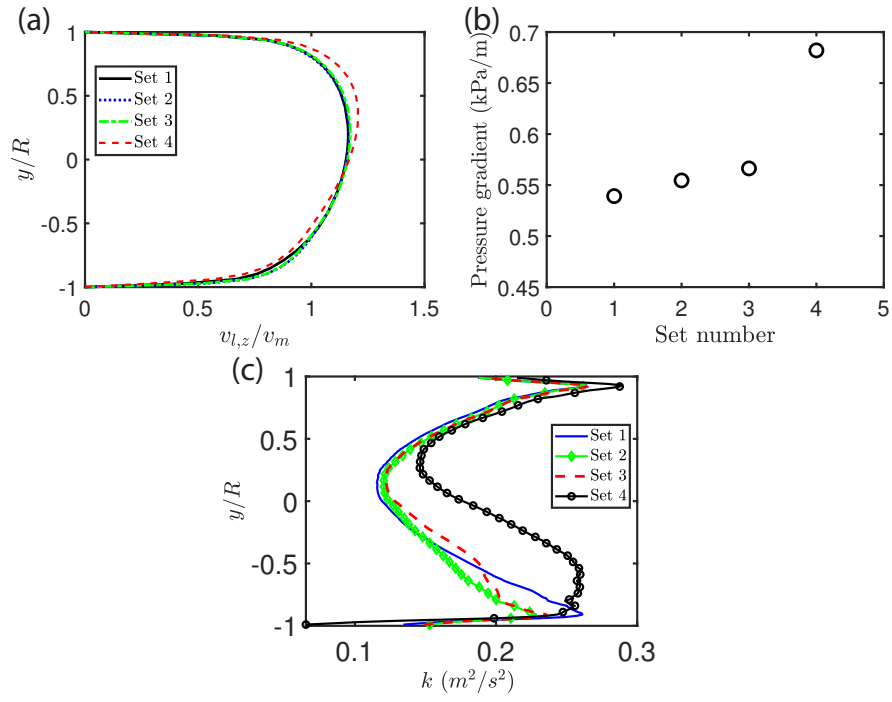 (a)
1
0.5
0
-0.5
-1
y/R
Set 1
Set 2
Set 3
Set 4
0
0.5
1
1.5
v_{l,z}/v_m
(b)
0.7
0.65
0.6
0.55
0.5
0.45
Pressure gradient (kPa/m)
0
1
2
3
4
5
Set number
(c)
1
0.5
0
-0.5
-1
y/R
Set 1
Set 2
Set 3
Set 4
0.1
0.2
0.3
k (m²/s²)